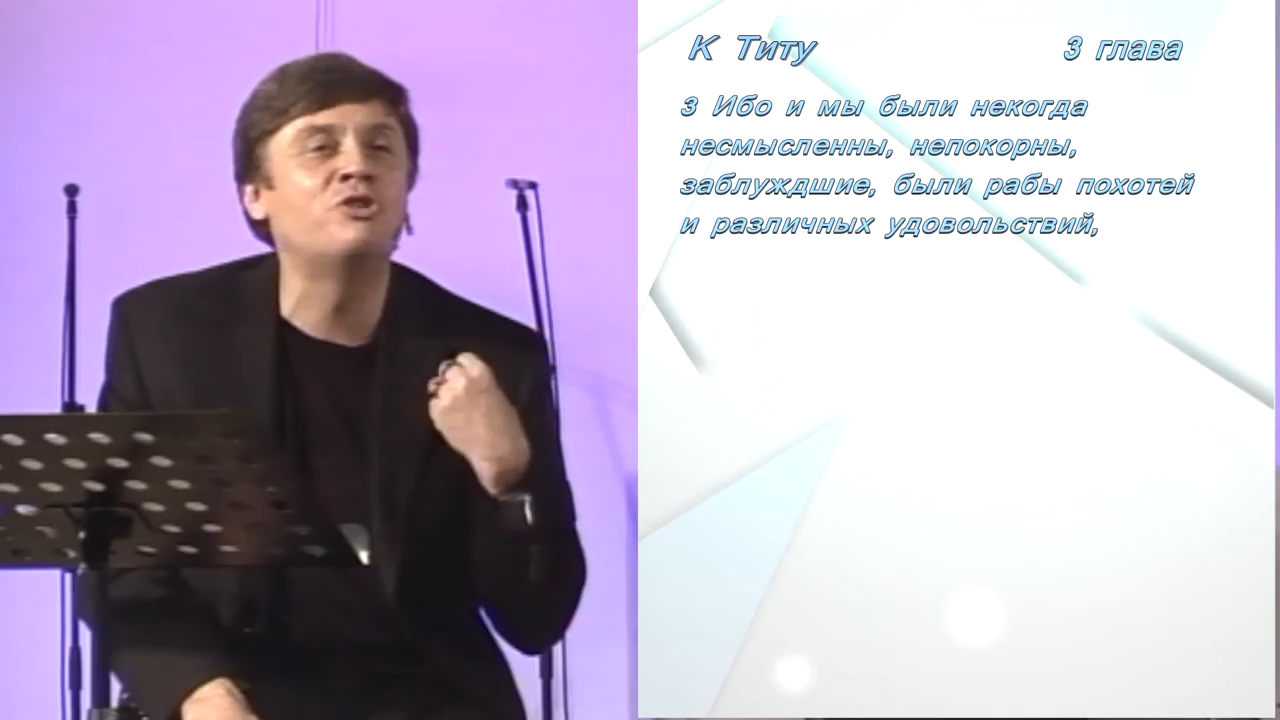 К Титу 3 глава
3 Ибо и мы были некогда
несмысленны, непокорны,
заблуждшие, были рабы похотей
и различных удовольствий,